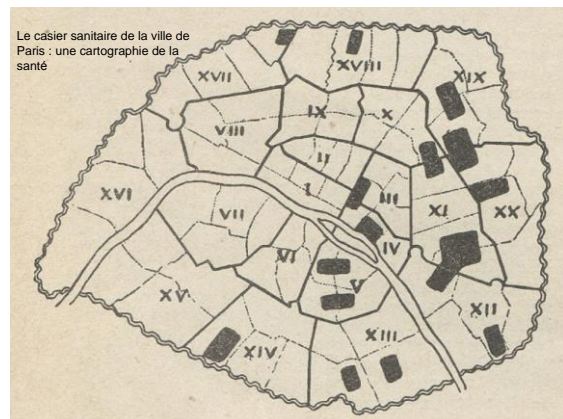 Le casier sanitaire de la ville de
Paris : une cartographie de la
santé
XVII
XVIII
XIX
VIII
IX
X
II
I
III
XVI
VII
XI
XX
VI
IV
V
XV
XII
XIII
XIV